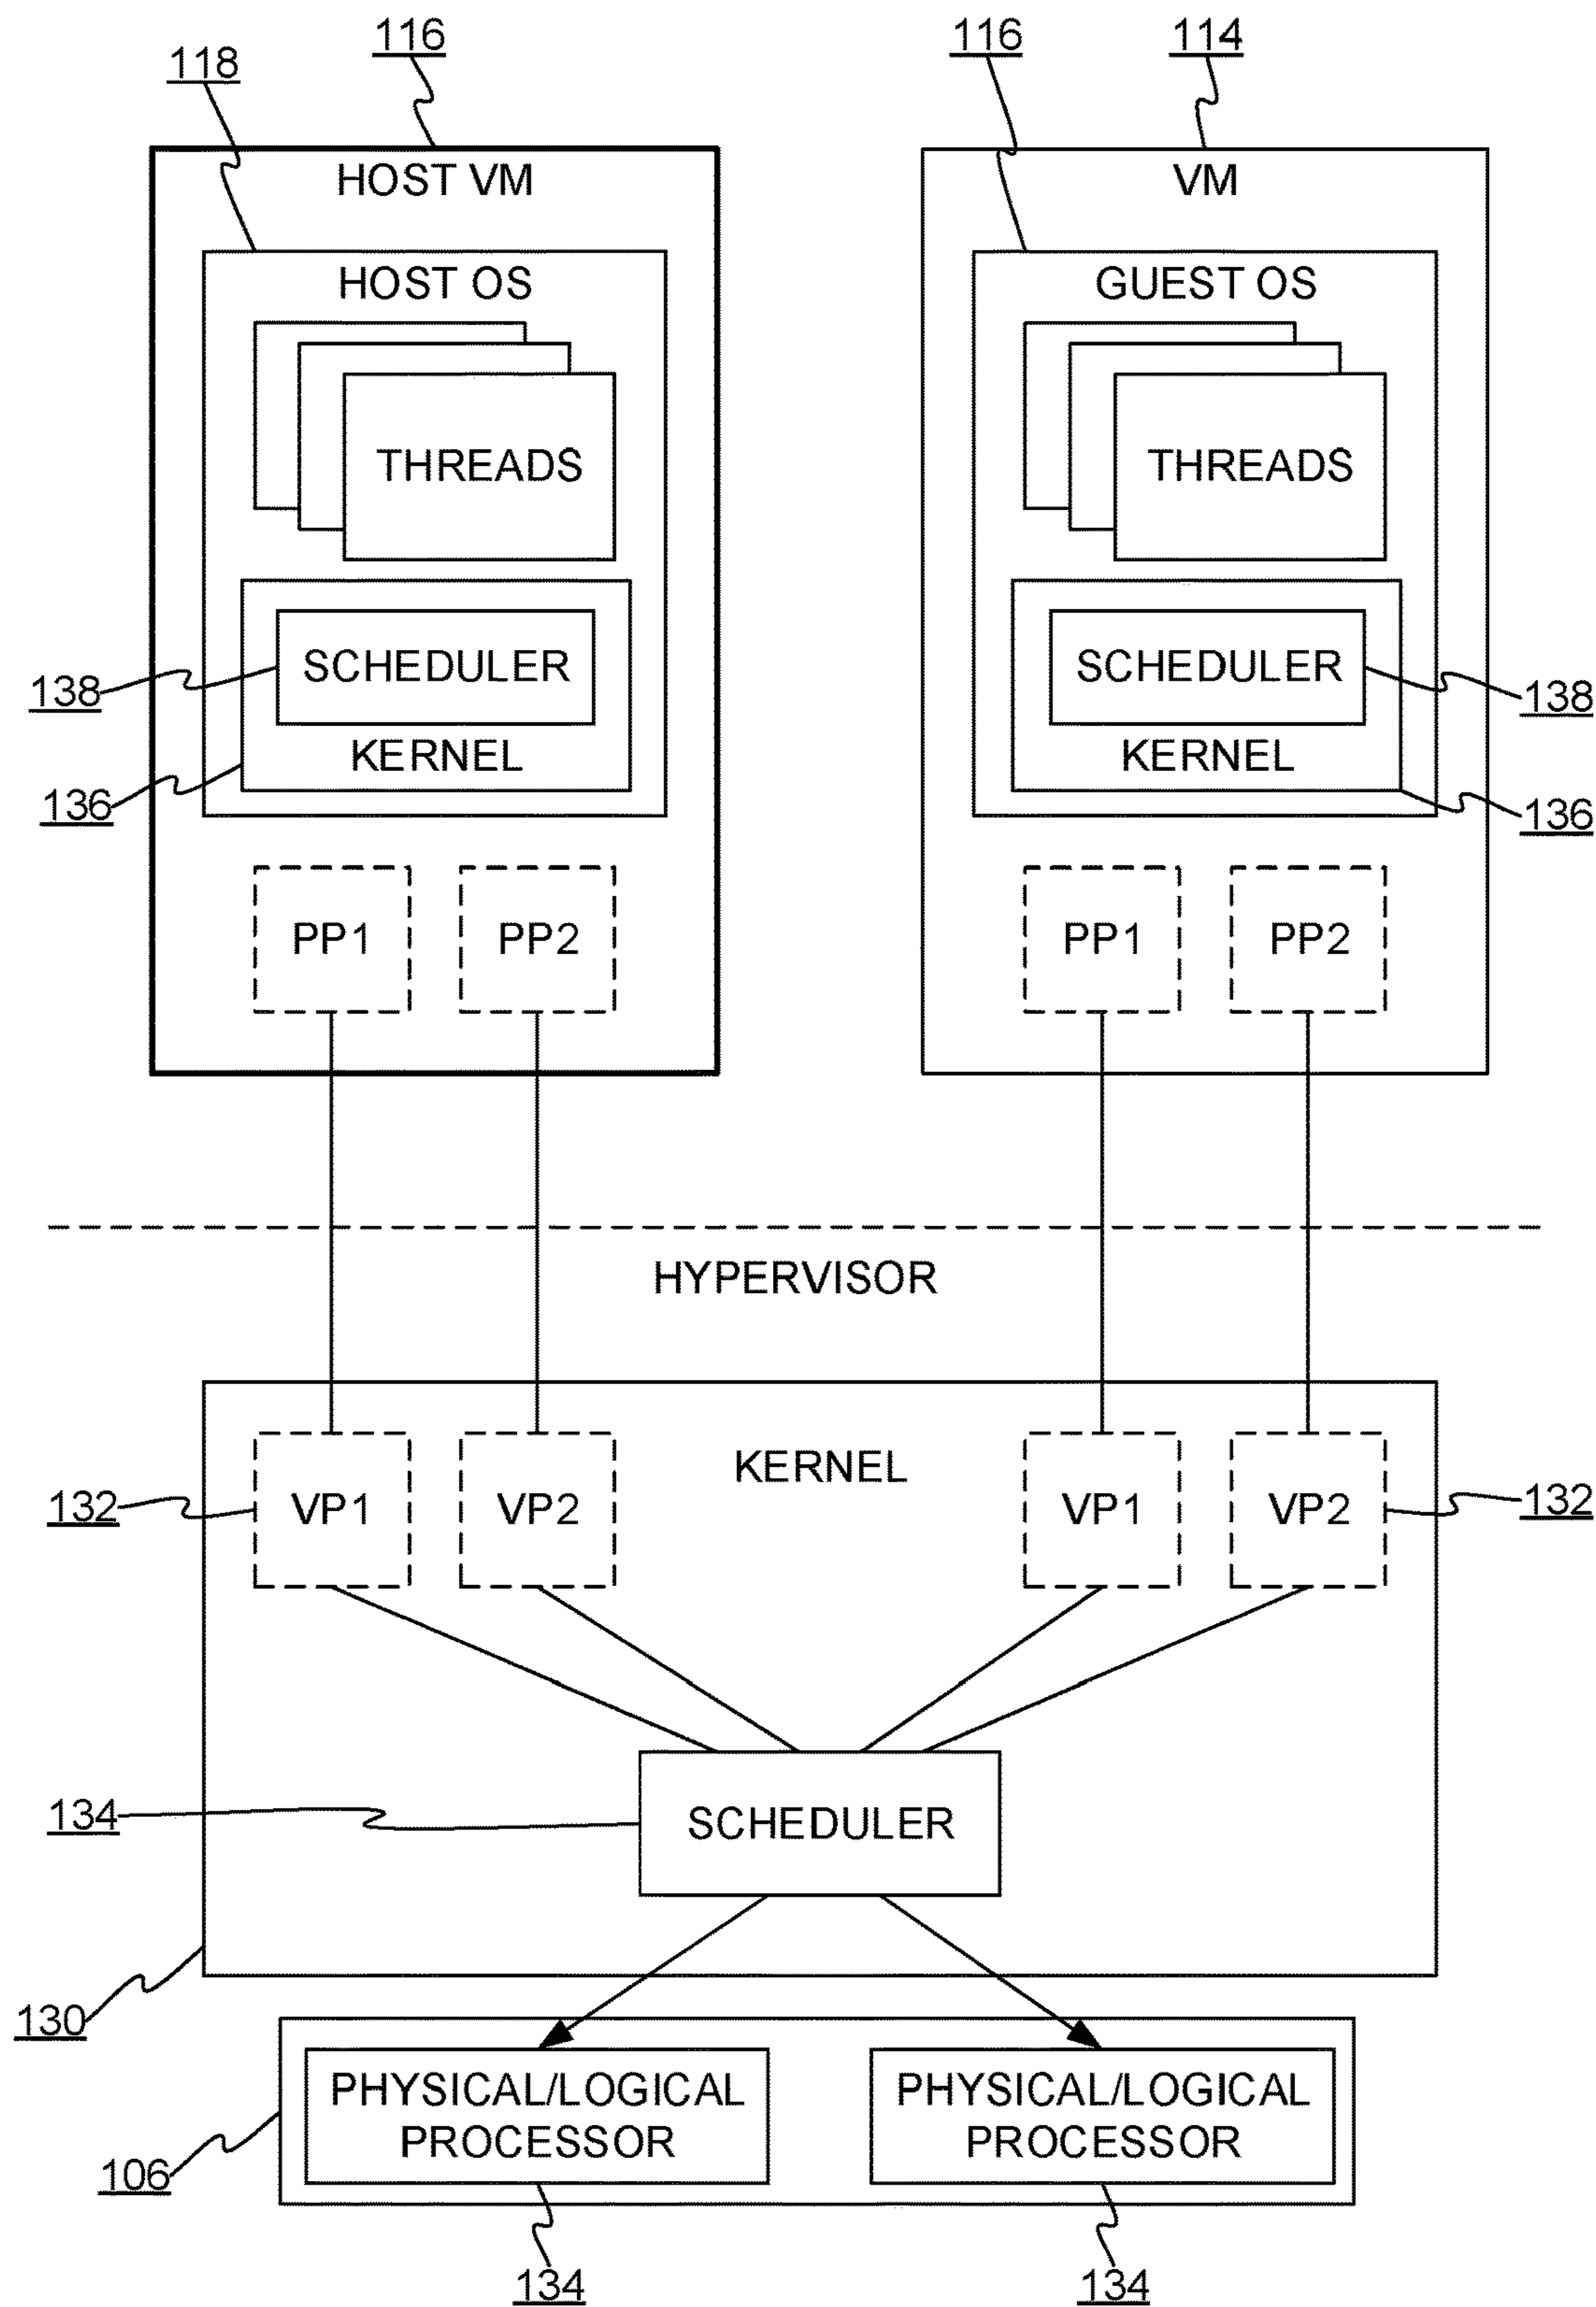 116
116
114
118
HOST VM
VM
HOST OS
GUEST OS
THREADS
THREADS
SCHEDULER
SCHEDULER
138
138
KERNEL
KERNEL
136
136
PP1
PP2
PP1
PP2
HYPERVISOR
KERNEL
132
VP1
VP2
VP1
VP2
132
134
SCHEDULER
130
PHYSICAL/LOGICAL
PROCESSOR
PHYSICAL/LOGICAL
PROCESSOR
106
134
134